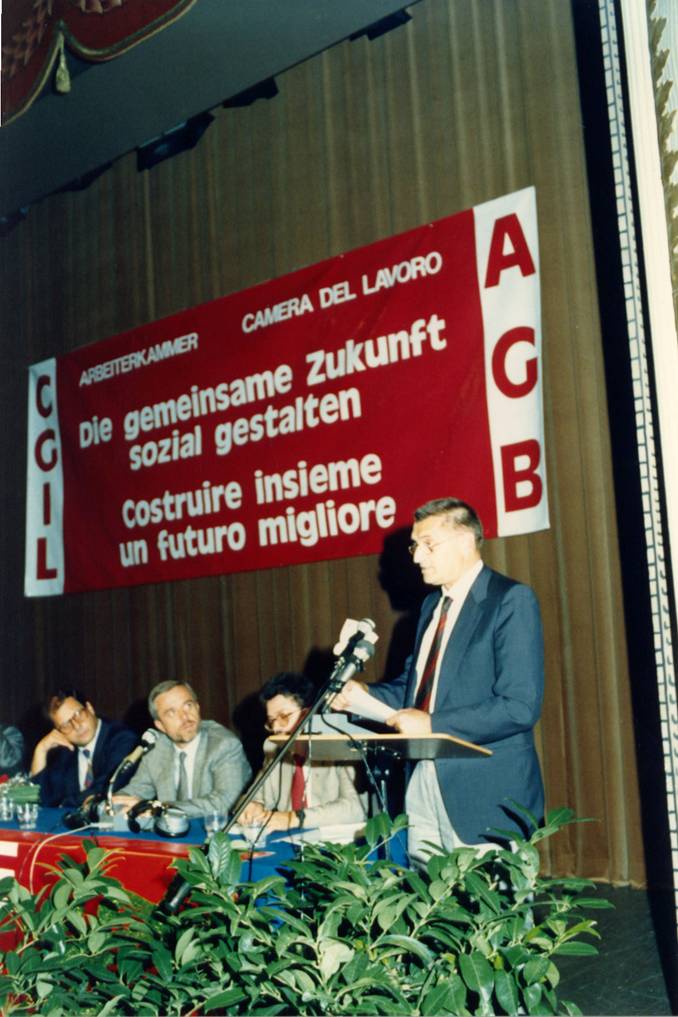 CGIL
ARBEITERKAMMER CAMERA DEL LAVORO
Die gemeinsame Zukunft
sozial gestalten
Costruire insieme
un futuro migliore
AGB